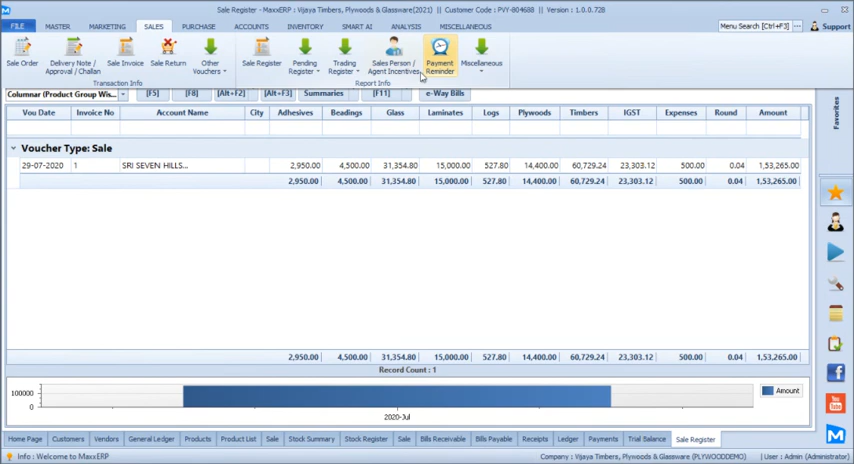 Sale Register - MaxxERP : Vijaya Timbers, Plywoods & Glassware(2021) || Customer Code : PVY-804688 || Version : 1.0.0.728
FILE MASTER MARKETING SALES PURCHASE ACCOUNTS INVENTORY SMART AI ANALYSIS MISCELLANEOUS Menu Search [Ctrl+F3] ... Support
Sale Order Delivery Note / Approval / Challan Sale Invoice Sale Return Other Vouchers Sale Register Pending Register Trading Register Sales Person / Agent Incentives Payment Reminder Miscellaneous
Transaction Info Report Info
Columnar (Product Group Wis... [F5] [F8] [Alt+F2] [Alt+F3] Summaries [F11] e-Way Bills
Favorites
Vou Date Invoice No Account Name City Adhesives Beadings Glass Laminates Logs Plywoods Timbers IGST Expenses Round Amount
Voucher Type: Sale
29-07-2020 1 SRI SEVEN HILLS... 2,950.00 4,500.00 31,354.80 15,000.00 527.80 14,400.00 60,729.24 23,303.12 500.00 0.04 1,53,265.00
2,950.00 4,500.00 31,354.80 15,000.00 527.80 14,400.00 60,729.24 23,303.12 500.00 0.04 1,53,265.00
2,950.00 4,500.00 31,354.80 15,000.00 527.80 14,400.00 60,729.24 23,303.12 500.00 0.04 1,53,265.00
Record Count : 1
100000
0
Amount
2020-Jul
Home Page Customers Vendors General Ledger Products Product List Sale Stock Summary Stock Register Sale Bills Receivable Bills Payable Receipts Ledger Payments Trial Balance Sale Register
Info : Welcome to MaxxERP Company : Vijaya Timbers, Plywoods & Glassware (PLYWOODDEMO) | User : Admin (Administrator)